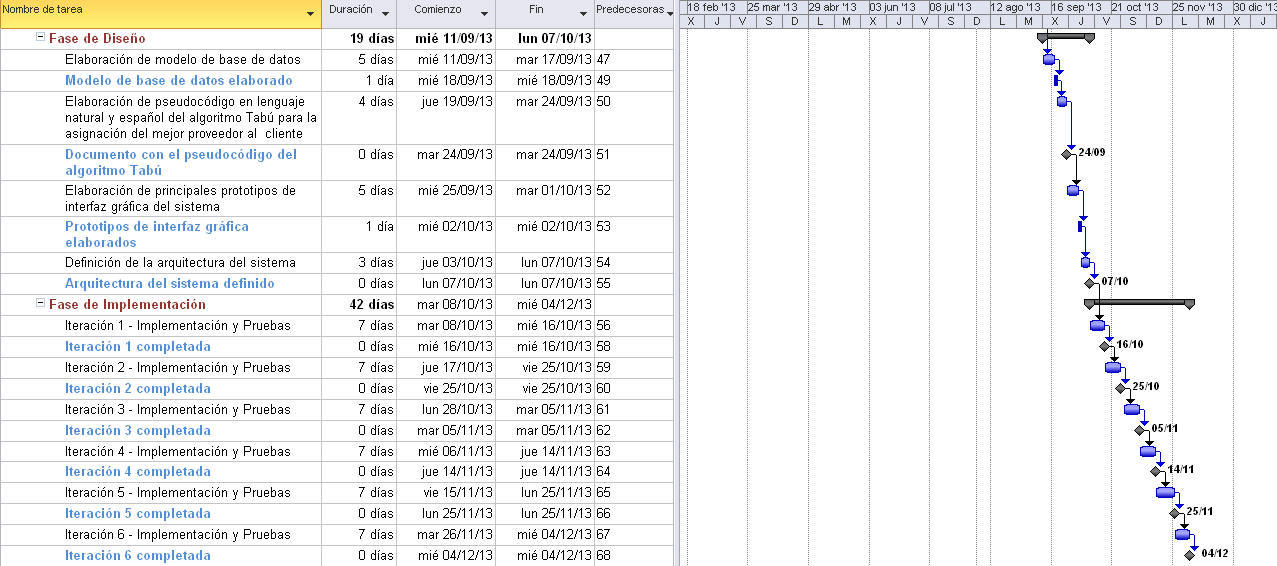 Nombre de tarea Duración Comienzo Fin Predecesoras
18 feb '13 25 mar '13 29 abr '13 03 jun '13 08 jul '13 12 ago '13 16 sep '13 21 oct '13 25 nov '13 30 dic '13
X J V S D L M X J V S D L M X J V S D L M X J
Fase de Diseño 19 días mié 11/09/13 lun 07/10/13
Elaboración de modelo de base de datos 5 días mié 11/09/13 mar 17/09/13 47
Modelo de base de datos elaborado 1 día mié 18/09/13 mié 18/09/13 49
Elaboración de pseudocódigo en lenguaje 4 días jue 19/09/13 mar 24/09/13 50
natural y español del algoritmo Tabú para la
asignación del mejor proveedor al cliente
Documento con el pseudocódigo del 0 días mar 24/09/13 mar 24/09/13 51 24/09
algoritmo Tabú
Elaboración de principales prototipos de 5 días mié 25/09/13 mar 01/10/13 52
interfaz gráfica del sistema
Prototipos de interfaz gráfica 1 día mié 02/10/13 mié 02/10/13 53
elaborados
Definición de la arquitectura del sistema 3 días jue 03/10/13 lun 07/10/13 54
Arquitectura del sistema definido 0 días lun 07/10/13 lun 07/10/13 55 07/10
Fase de Implementación 42 días mar 08/10/13 mié 04/12/13
Iteración 1 - Implementación y Pruebas 7 días mar 08/10/13 mié 16/10/13 56
Iteración 1 completada 0 días mié 16/10/13 mié 16/10/13 58 16/10
Iteración 2 - Implementación y Pruebas 7 días jue 17/10/13 vie 25/10/13 59
Iteración 2 completada 0 días vie 25/10/13 vie 25/10/13 60 25/10
Iteración 3 - Implementación y Pruebas 7 días lun 28/10/13 mar 05/11/13 61
Iteración 3 completada 0 días mar 05/11/13 mar 05/11/13 62 05/11
Iteración 4 - Implementación y Pruebas 7 días mié 06/11/13 jue 14/11/13 63
Iteración 4 completada 0 días jue 14/11/13 jue 14/11/13 64 14/11
Iteración 5 - Implementación y Pruebas 7 días vie 15/11/13 lun 25/11/13 65
Iteración 5 completada 0 días lun 25/11/13 lun 25/11/13 66 25/11
Iteración 6 - Implementación y Pruebas 7 días mar 26/11/13 mié 04/12/13 67
Iteración 6 completada 0 días mié 04/12/13 mié 04/12/13 68 04/12